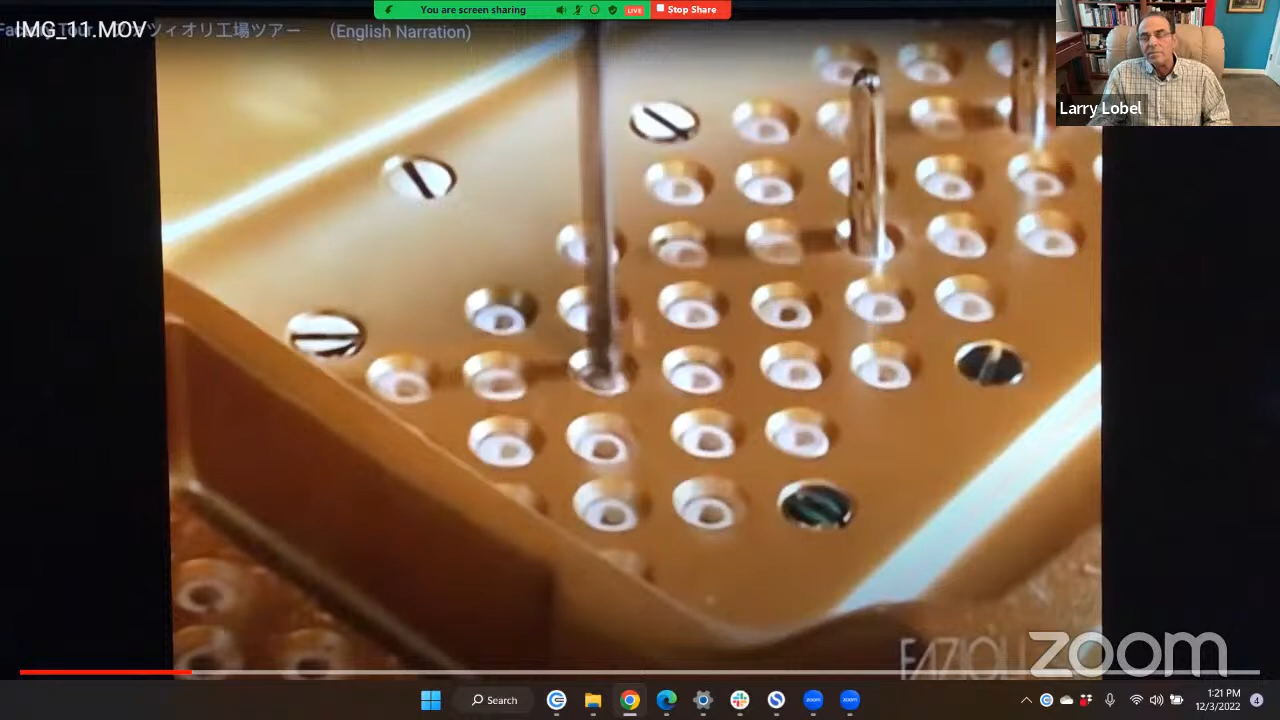 You are screen sharing
LIVE
Stop Share
IMG_11.MOV
ツィオリ工場ツアー (English Narration)
Larry Lobel
FAZIOLI
zoom
Search
1:21 PM
12/3/2022
4